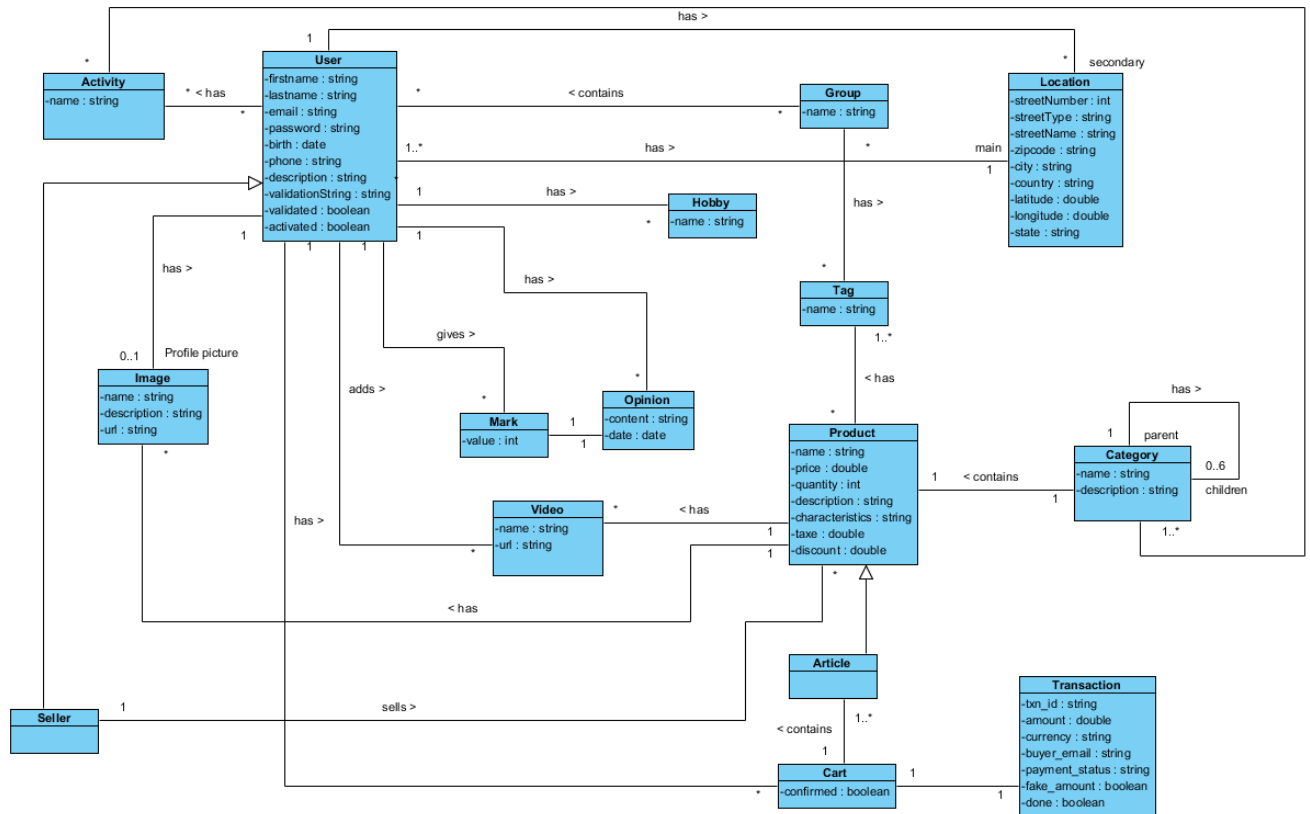 has >
1
*
*
secondary
User
-firstname : string
-lastname : string
-email : string
-password : string
-birth : date
-phone : string
-description : string
-validationString : string
-validated : boolean
-activated : boolean
Activity
-name : string
* < has
*
*
< contains
*
Group
-name : string
Location
-streetNumber : int
-streetType : string
-streetName : string
-zipcode : string
-city : string
-country : string
-latitude : double
-longitude : double
-state : string
1..*
has >
main
1
*
has >
*
*
1
has >
*
Hobby
-name : string
Tag
-name : string
1..*
< has
*
1
has >
0..1
Profile picture
Image
-name : string
-description : string
-url : string
*
1
1
1
1
has >
*
gives >
*
adds >
*
has >
*
Mark
-value : int
1
1
Opinion
-content : string
-date : date
Product
-name : string
-price : double
-quantity : int
-description : string
-characteristics : string
-taxe : double
-discount : double
1
< contains
1
has >
1
parent
0..6
children
Category
-name : string
-description : string
1..*
Video
-name : string
-url : string
*
< has
1
1
*
< has
Article
1..*
< contains
1
Seller
1
sells >
Cart
-confirmed : boolean
1
1
Transaction
-txn_id : string
-amount : double
-currency : string
-buyer_email : string
-payment_status : string
-fake_amount : boolean
-done : boolean